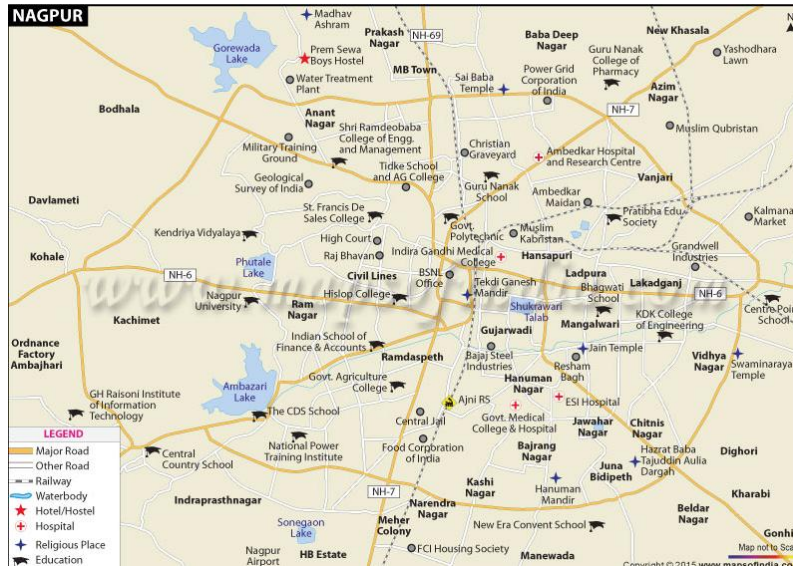 NAGPUR
Madhav
Ashram
Gorewada
Lake
Prakash
Nagar
NH-69
Baba Deep
Nagar
New Khasala
N
Prem Sewa
Boys Hostel
MB Town
Guru Nanak
College of
Pharmacy
Yashodhara
Lawn
Water Treatment
Plant
Sai Baba
Temple
Power Grid
Corporation
of India
Azim
Nagar
Bodhala
Anant
Nagar
NH-7
Shri Ramdeobaba
College of Engg.
and Management
Military Training
Ground
Christian
Graveyard
Muslim Qubristan
Ambedkar Hospital
and Research Centre
Geological
Survey of India
Tidke School
and AG College
Guru Nanak
School
Vanjari
Davlameti
St. Francis De
Sales College
Ambedkar
Maidan
Kendriya Vidyalaya
Govt.
Polytechnic
Pratibha Edu
Society
Kalmana
Market
High Court
Muslim
Kabristan
Kohale
Raj Bhavan
Indira Gandhi Medical
College
Hansapuri
Grandwell
Industries
Phutale
Lake
NH-6
Civil Lines
BSNL
Office
Tekdi Ganesh
Mandir
Ladpura
Lakadganj
Bhagwati
School
NH-6
Nagpur
University
Hislop College
Ram
Nagar
Shukrawari
Talab
Centre Point
School
Kachimet
Mangalwari
KDK College
of Engineering
Gujarwadi
Indian School of
Finance & Accounts
Ordnance
Factory
Ambajhari
Ramdaspeth
Bajaj Steel
Industries
Jain Temple
Resham
Bagh
Vidhya
Nagar
Swaminarayan
Temple
Ambazari
Lake
Govt. Agriculture
College
Hanuman
Nagar
GH Raisoni Institute
of Information
Technology
Ajni RS
ESI Hospital
The CDS School
Central Jail
Govt. Medical
College & Hospital
Jawahar
Nagar
Chitnis
Nagar
LEGEND
Major Road
Other Road
Railway
Waterbody
Hotel/Hostel
Hospital
Religious Place
Education
Central
Country School
National Power
Training Institute
Food Corporation
of India
Bajrang
Nagar
Hazrat Baba
Tajuddin Aulia
Dargah
Dighori
Juna
Bidipeth
Indraprasthnagar
NH-7
Kashi
Nagar
Hanuman
Mandir
Kharabi
Narendra
Nagar
Beldar
Nagar
Sonegaon
Lake
Meher
Colony
New Era Convent School
Gonhi
Nagpur
Airport
HB Estate
FCI Housing Society
Manewada
Map not to Scale
Copyright © 2015 www.mapsofindia.co